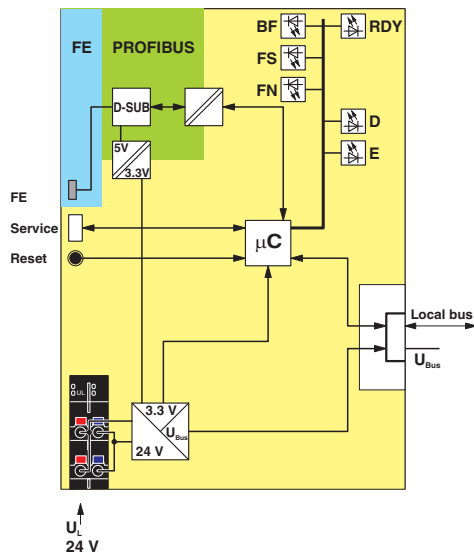 FE PROFIBUS
BF
RDY
FS
FN
D-SUB
D
5V
3.3V
E
FE
Service
µC
Reset
Local bus
UBus
3.3 V
UL
UBus
24 V
UL
24 V